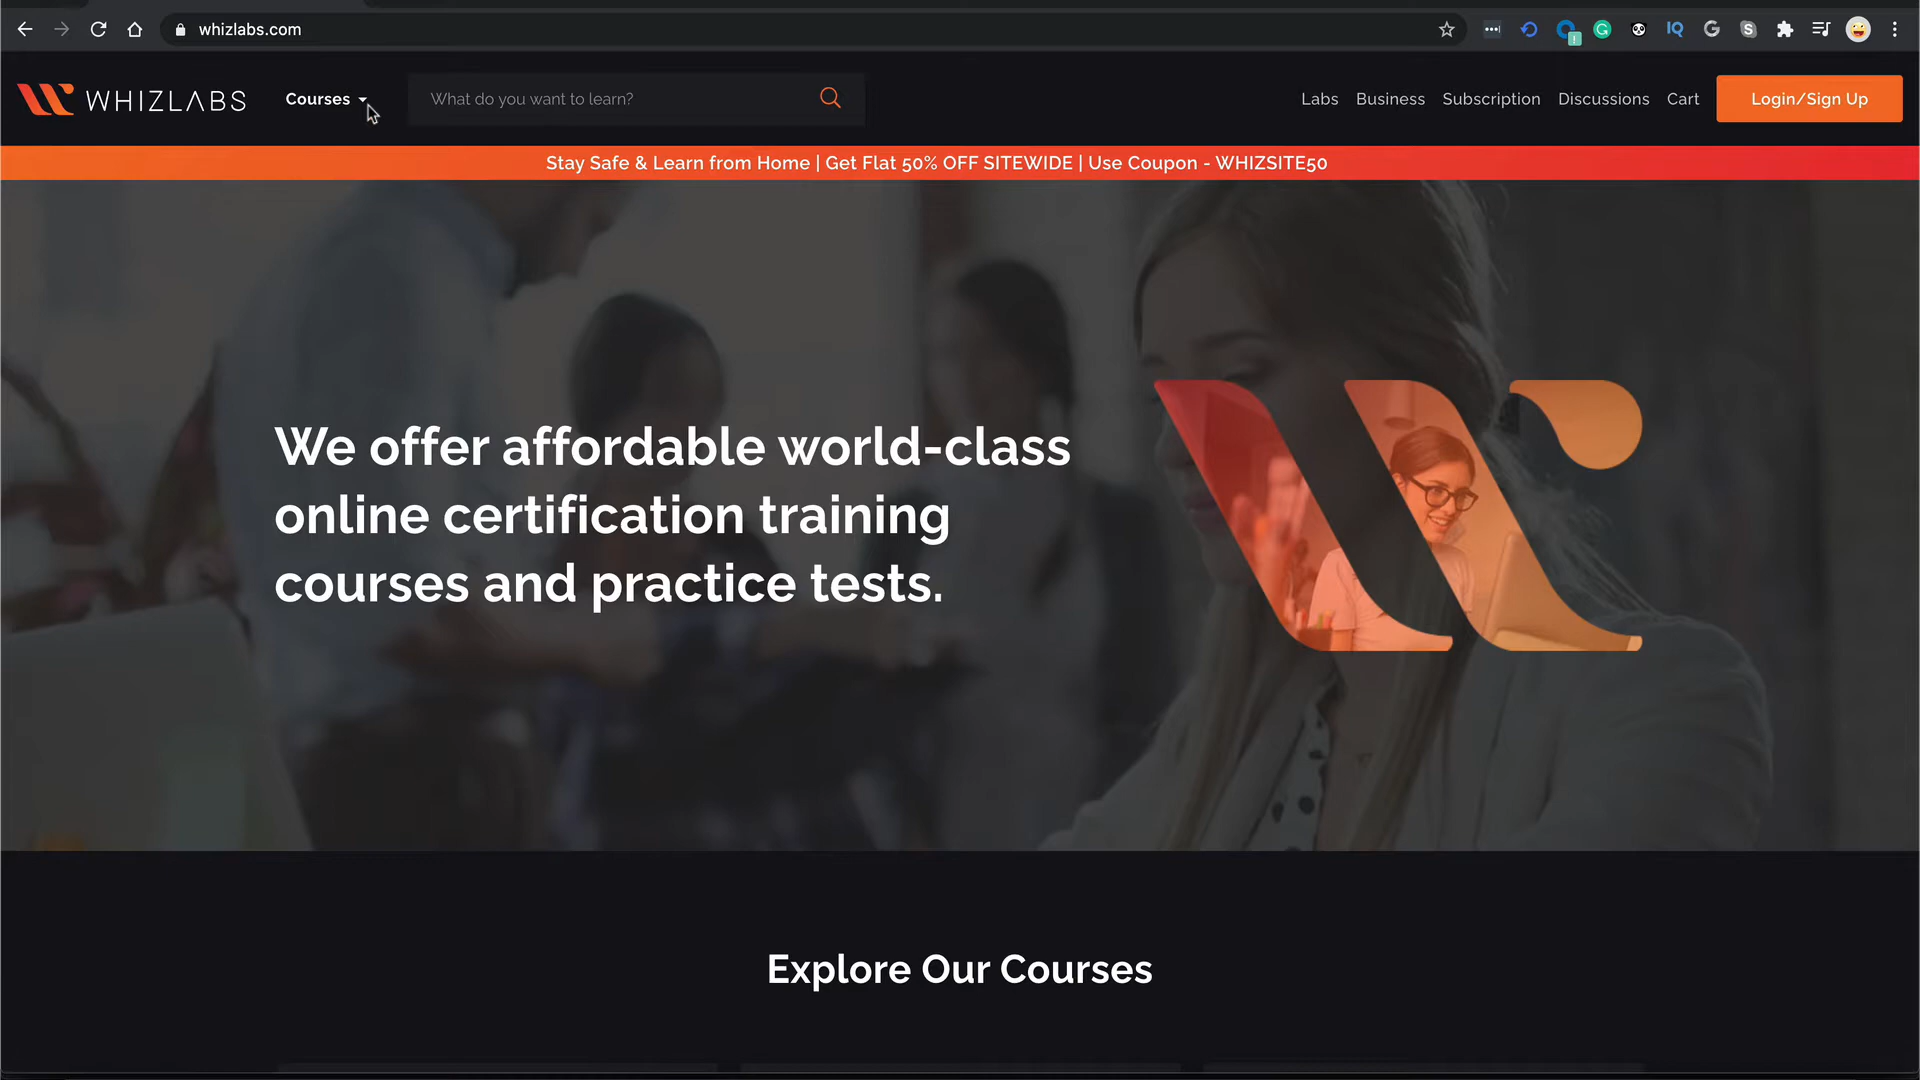 whizlabs.com
WHIZLABS
Courses
What do you want to learn?
Labs
Business
Subscription
Discussions
Cart
Login/Sign Up
Stay Safe & Learn from Home | Get Flat 50% OFF SITEWIDE | Use Coupon - WHIZSITE50
We offer affordable world-class
online certification training
courses and practice tests.
Explore Our Courses